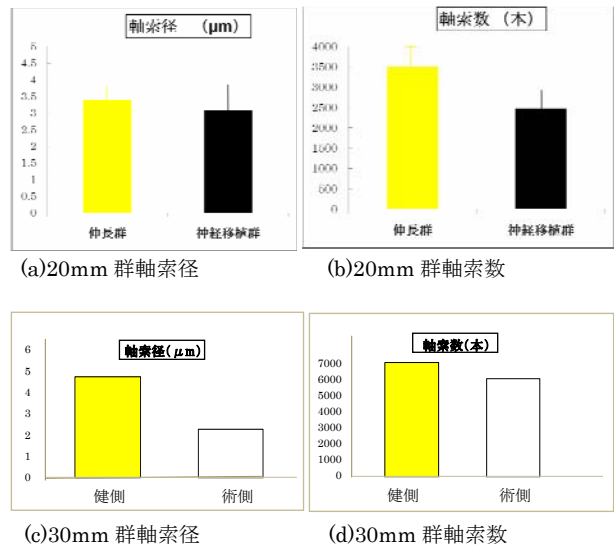 軸索径 (μm)
5
4.5
4
3.5
3
2.5
2
1.5
1
0.5
0
伸長群 神経移植群
(a)20mm 群軸索径
軸索数 (本)
4000
3500
3000
2500
2000
1500
1000
500
0
伸長群 神経移植群
(b)20mm 群軸索数
軸索径(μm)
6
5
4
3
2
1
0
健側 術側
(c)30mm 群軸索径
軸索数(本)
7000
6000
5000
4000
3000
2000
1000
0
健側 術側
(d)30mm 群軸索数